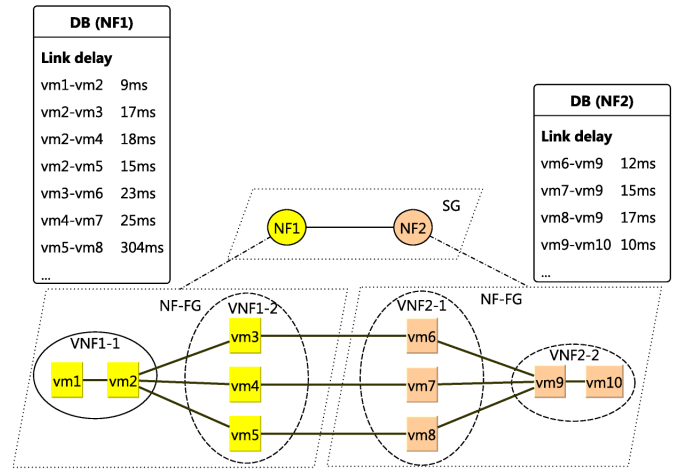 DB (NF1)
Link delay
vm1-vm2 9ms
vm2-vm3 17ms
vm2-vm4 18ms
vm2-vm5 15ms
vm3-vm6 23ms
vm4-vm7 25ms
vm5-vm8 304ms
...
DB (NF2)
Link delay
vm6-vm9 12ms
vm7-vm9 15ms
vm8-vm9 17ms
vm9-vm10 10ms
...
SG
NF1
NF2
NF-FG
VNF1-1
VNF1-2
vm1
vm2
vm3
vm4
vm5
VNF2-1
NF-FG
VNF2-2
vm6
vm7
vm8
vm9
vm10